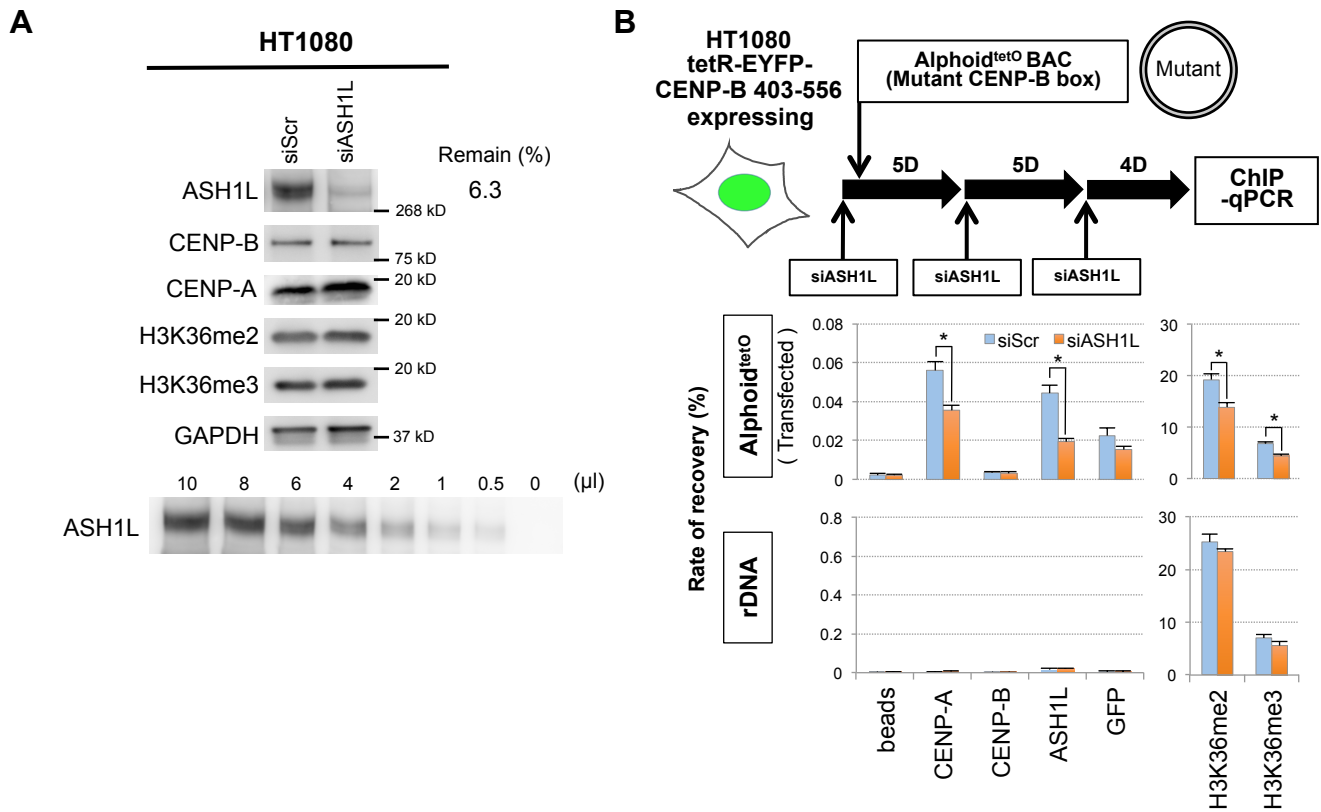 A
HT1080
siScr
siASH1L
Remain (%)
ASH1L
6.3
268 kD
CENP-B
75 kD
CENP-A
20 kD
H3K36me2
20 kD
H3K36me3
20 kD
GAPDH
37 kD
10 8 6 4 2 1 0.5 0 (µl)
ASH1L
B
HT1080
tetR-EYFP-
CENP-B 403-556
expressing
Alphoidtet​O BAC
(Mutant CENP-B box)
Mutant
5D
5D
4D
ChIP
-qPCR
siASH1L
siASH1L
siASH1L
Rate of recovery (%)
AlphoidtetO
( Transfected )
0.08
0.06
0.04
0.02
0
siScr
siASH1L
*
*
30
20
10
0
*
*
rDNA
0.8
0.6
0.4
0.2
0
30
20
10
0
beads
CENP-A
CENP-B
ASH1L
GFP
H3K36me2
H3K36me3